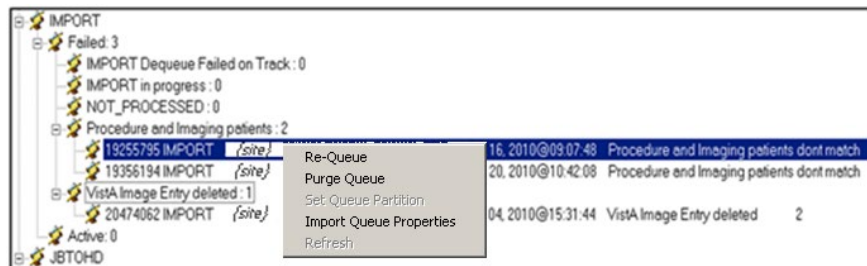 IMPORT
Failed: 3
IMPORT Dequeue Failed on Track : 0
IMPORT in progress : 0
NOT_PROCESSED : 0
Procedure and Imaging patients : 2
19255795 IMPORT {site} 16, 2010@09:07:48 Procedure and Imaging patients dont match
Re-Queue
19356194 IMPORT {site} 20, 2010@10:42:08 Procedure and Imaging patients dont match
Purge Queue
VistA Image Entry deleted : 1
Set Queue Partition
20474062 IMPORT {site} 04, 2010@15:31:44 VistA Image Entry deleted 2
Import Queue Properties
Active: 0
Refresh
JBTOHD